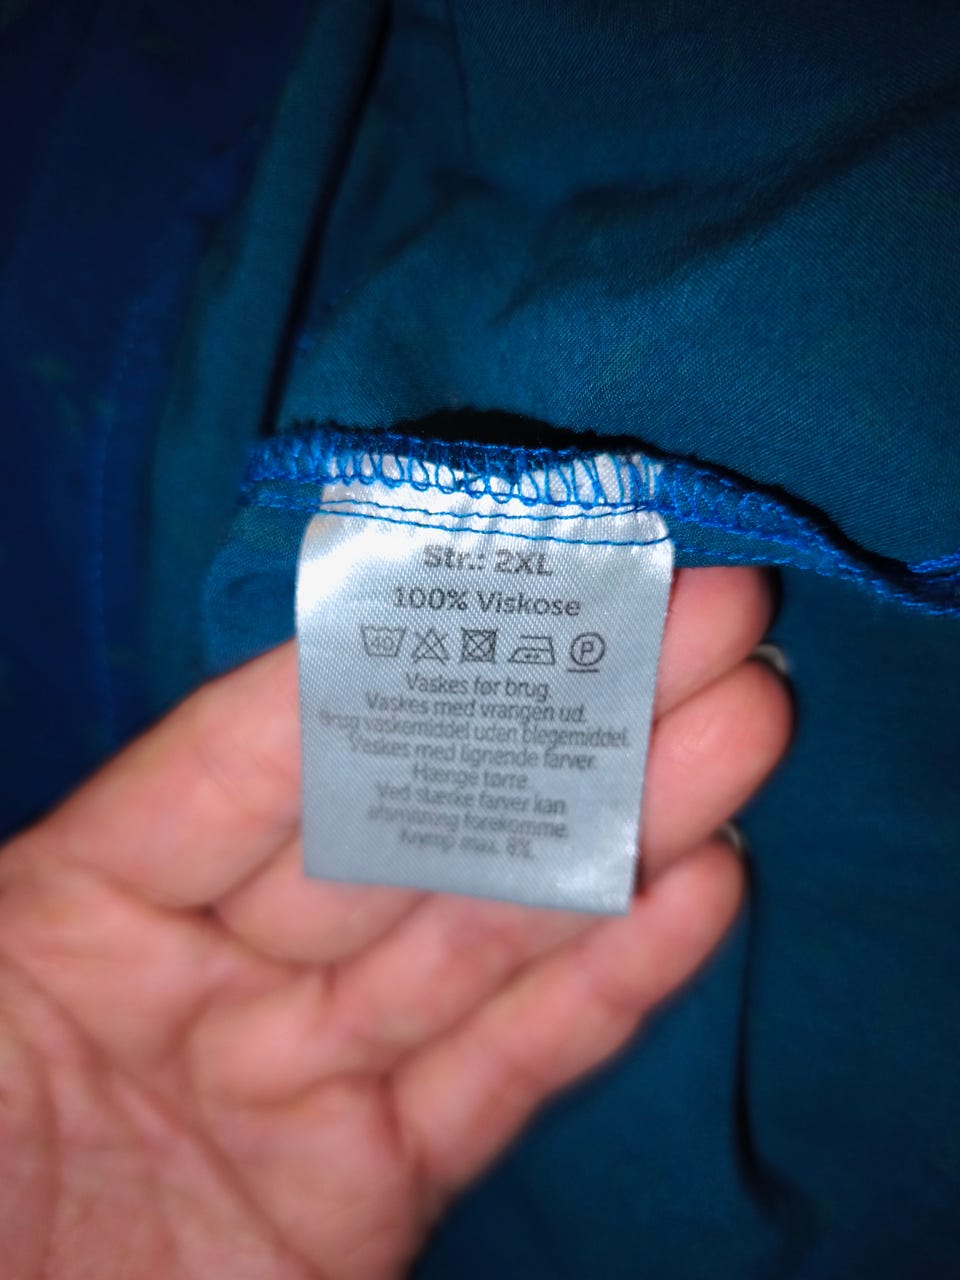 Str.: 2XL
100% Viskose
40 P
Vaskes før brug.
Vaskes med vrangen ud.
Brug vaskemiddel uden blegemiddel.
Vaskes med lignende farver.
Hænge tørre.
Ved stærke farver kan
afsmitning forekomme.
Krymp max. 8%.